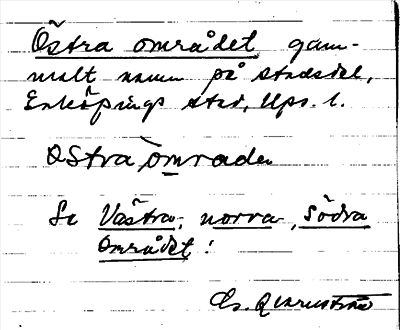 Östra området gam-
malt namn på stadsdel,
Enköpings stad, Ups. l.
Östra området
Se Västra, norra, södra
området!